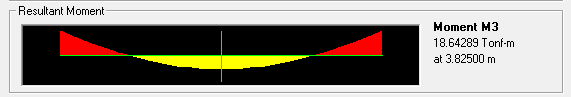 Resultant Moment
Moment M3
18.64289 Tonf-m
at 3.82500 m